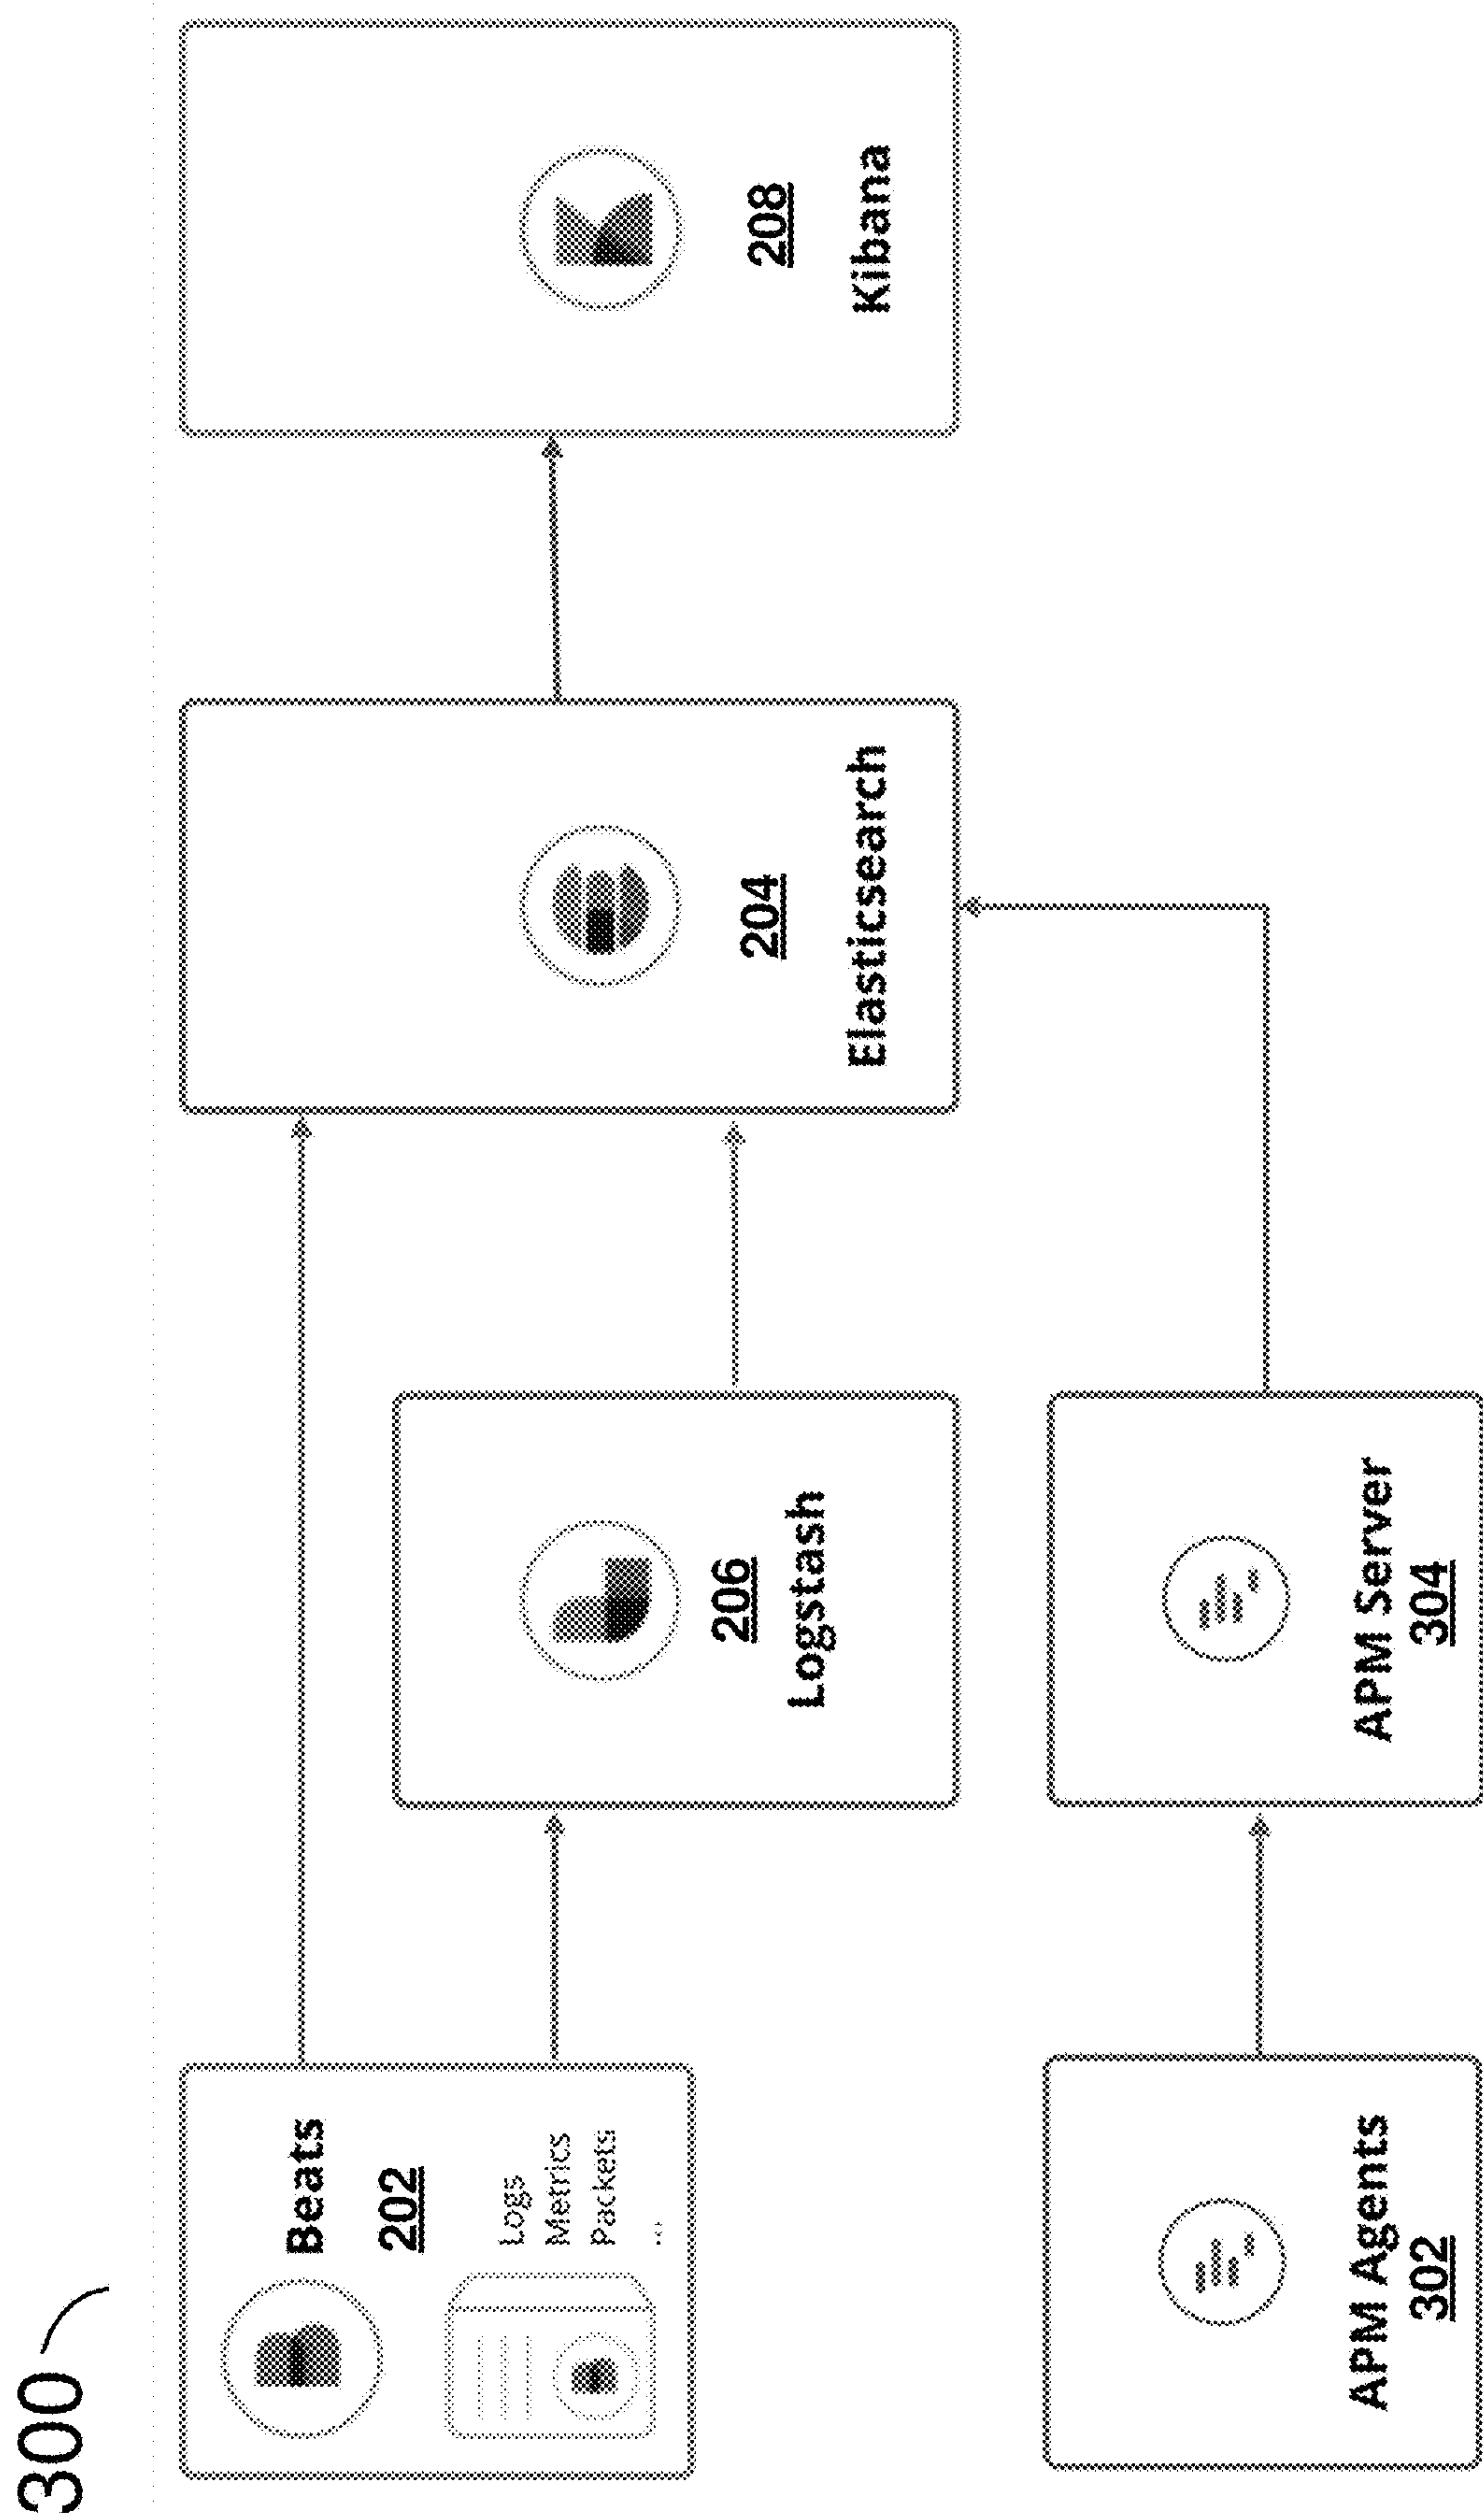 300
Beats
202
Logs
Metrics
Packets
...
206
Logstash
204
Elasticsearch
208
Kibana
APM Agents
302
APM Server
304